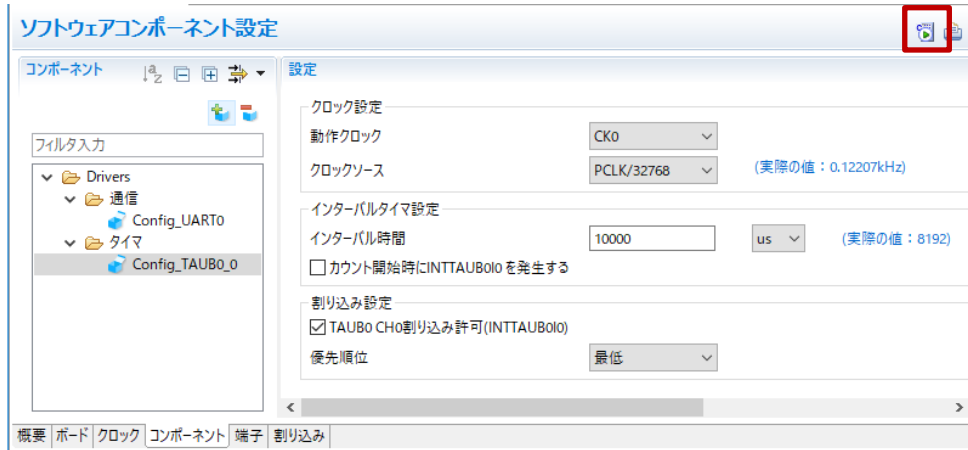 ソフトウェアコンポーネント設定
コンポーネント
設定
フィルタ入力
Drivers
通信
Config_UART0
タイマ
Config_TAUB0_0
クロック設定
動作クロック CK0
クロックソース PCLK/32768 (実際の値：0.12207kHz)
インターバルタイマ設定
インターバル時間 10000 us (実際の値：8192)
カウント開始時にINTTAUB0I0 を発生する
割り込み設定
TAUB0 CH0割り込み許可(INTTAUB0I0)
優先順位 最低
概要 ボード クロック コンポーネント 端子 割り込み